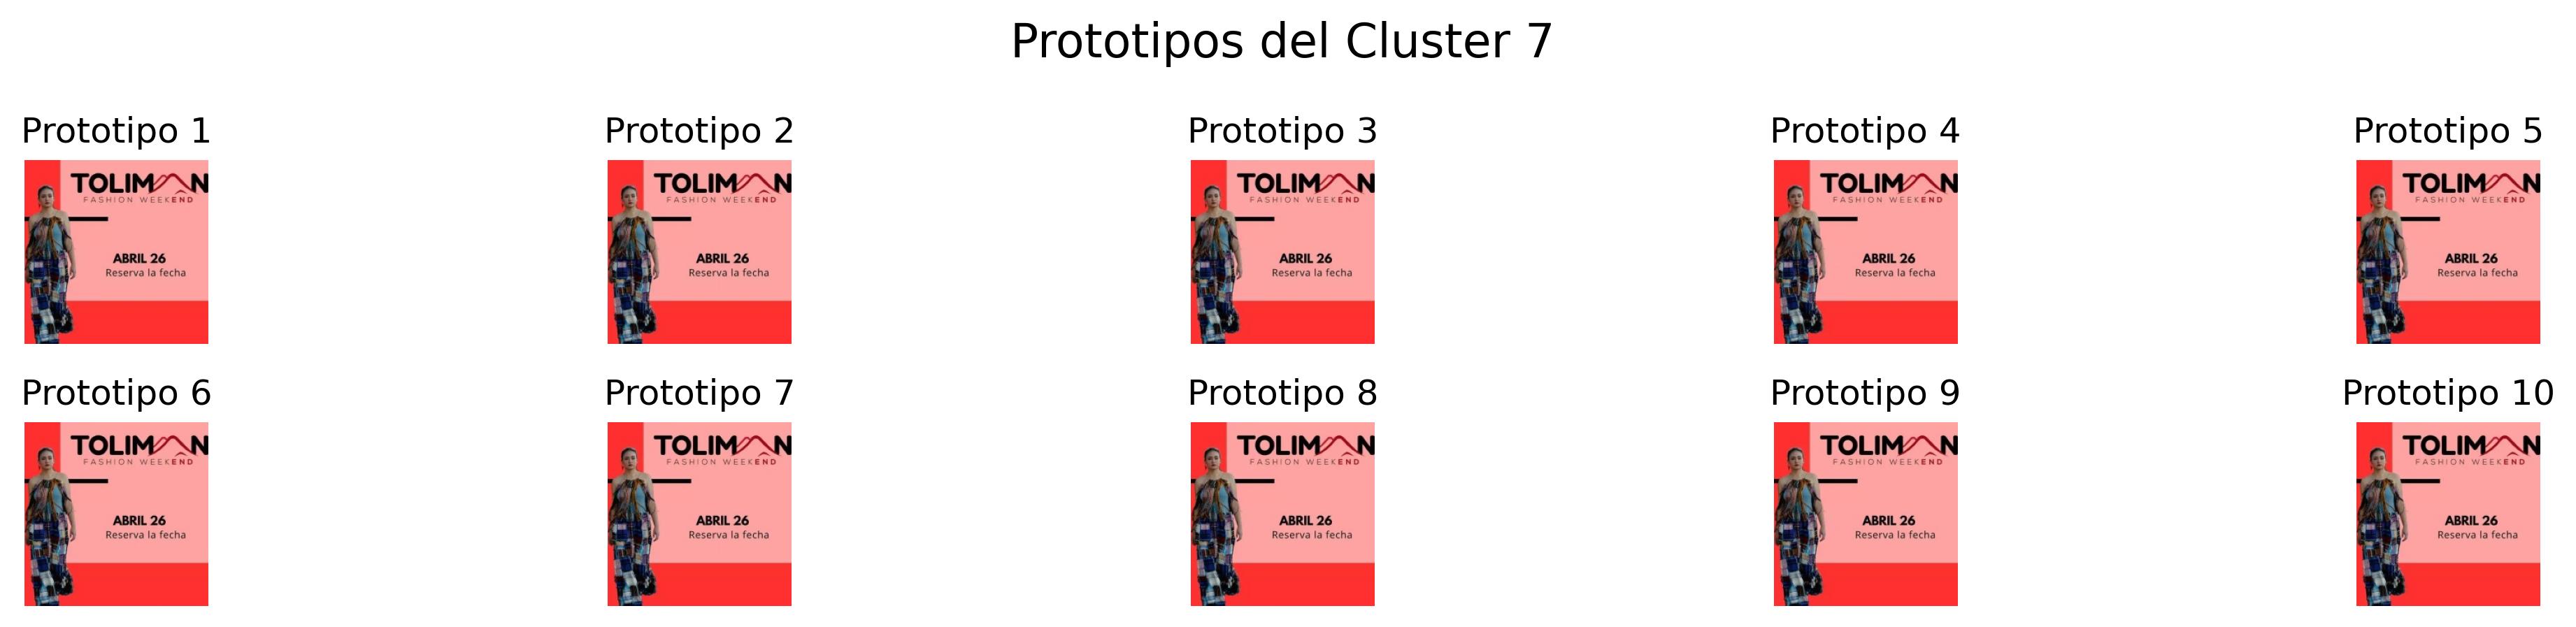 Prototipos del Cluster 7
Prototipo 1
Prototipo 2
Prototipo 3
Prototipo 4
Prototipo 5
TOLIMAN
FASHION WEEKEND
ABRIL 26
Reserva la fecha
TOLIMAN
FASHION WEEKEND
ABRIL 26
Reserva la fecha
TOLIMAN
FASHION WEEKEND
ABRIL 26
Reserva la fecha
TOLIMAN
FASHION WEEKEND
ABRIL 26
Reserva la fecha
TOLIMAN
FASHION WEEKEND
ABRIL 26
Reserva la fecha
Prototipo 6
Prototipo 7
Prototipo 8
Prototipo 9
Prototipo 10
TOLIMAN
FASHION WEEKEND
ABRIL 26
Reserva la fecha
TOLIMAN
FASHION WEEKEND
ABRIL 26
Reserva la fecha
TOLIMAN
FASHION WEEKEND
ABRIL 26
Reserva la fecha
TOLIMAN
FASHION WEEKEND
ABRIL 26
Reserva la fecha
TOLIMAN
FASHION WEEKEND
ABRIL 26
Reserva la fecha